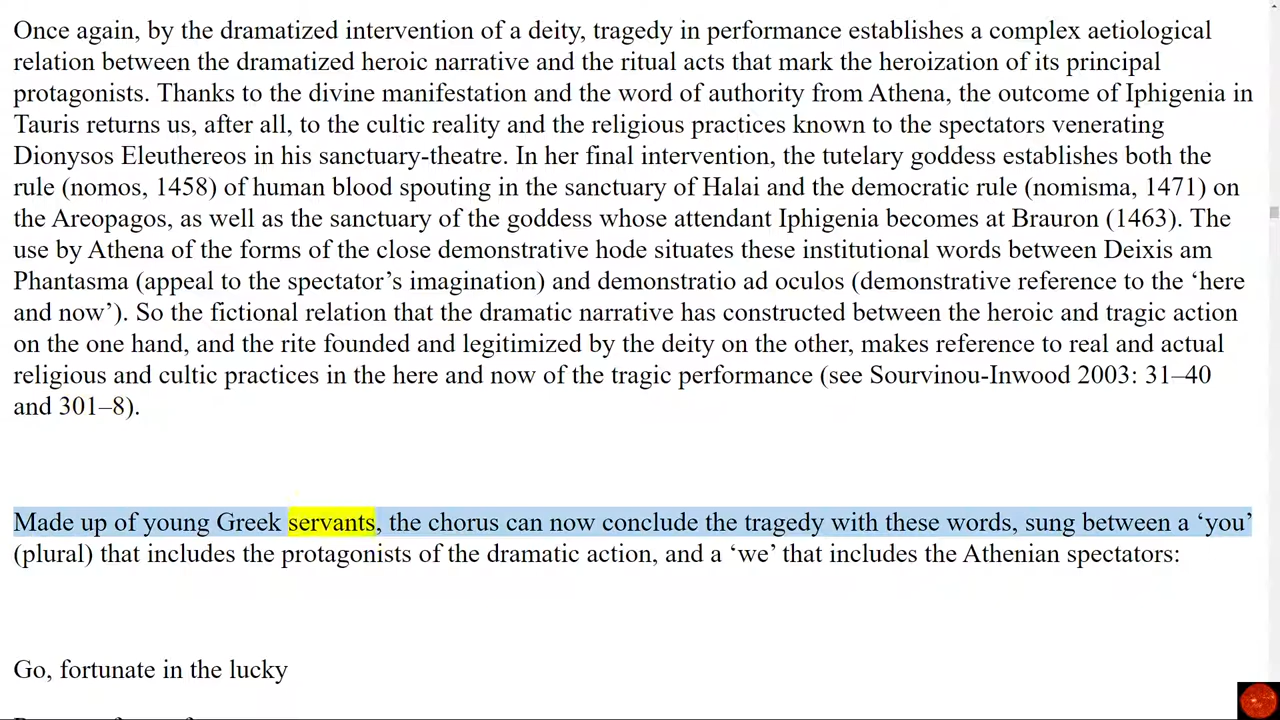 Once again, by the dramatized intervention of a deity, tragedy in performance establishes a complex aetiological
relation between the dramatized heroic narrative and the ritual acts that mark the heroization of its principal
protagonists. Thanks to the divine manifestation and the word of authority from Athena, the outcome of Iphigenia in
Tauris returns us, after all, to the cultic reality and the religious practices known to the spectators venerating
Dionysos Eleuthereos in his sanctuary-theatre. In her final intervention, the tutelary goddess establishes both the
rule (nomos, 1458) of human blood spouting in the sanctuary of Halai and the democratic rule (nomisma, 1471) on
the Areopagos, as well as the sanctuary of the goddess whose attendant Iphigenia becomes at Brauron (1463). The
use by Athena of the forms of the close demonstrative hode situates these institutional words between Deixis am
Phantasma (appeal to the spectator’s imagination) and demonstratio ad oculos (demonstrative reference to the ‘here
and now’). So the fictional relation that the dramatic narrative has constructed between the heroic and tragic action
on the one hand, and the rite founded and legitimized by the deity on the other, makes reference to real and actual
religious and cultic practices in the here and now of the tragic performance (see Sourvinou-Inwood 2003: 31–40
and 301–8).
Made up of young Greek servants, the chorus can now conclude the tragedy with these words, sung between a ‘you’
(plural) that includes the protagonists of the dramatic action, and a ‘we’ that includes the Athenian spectators:
Go, fortunate in the lucky